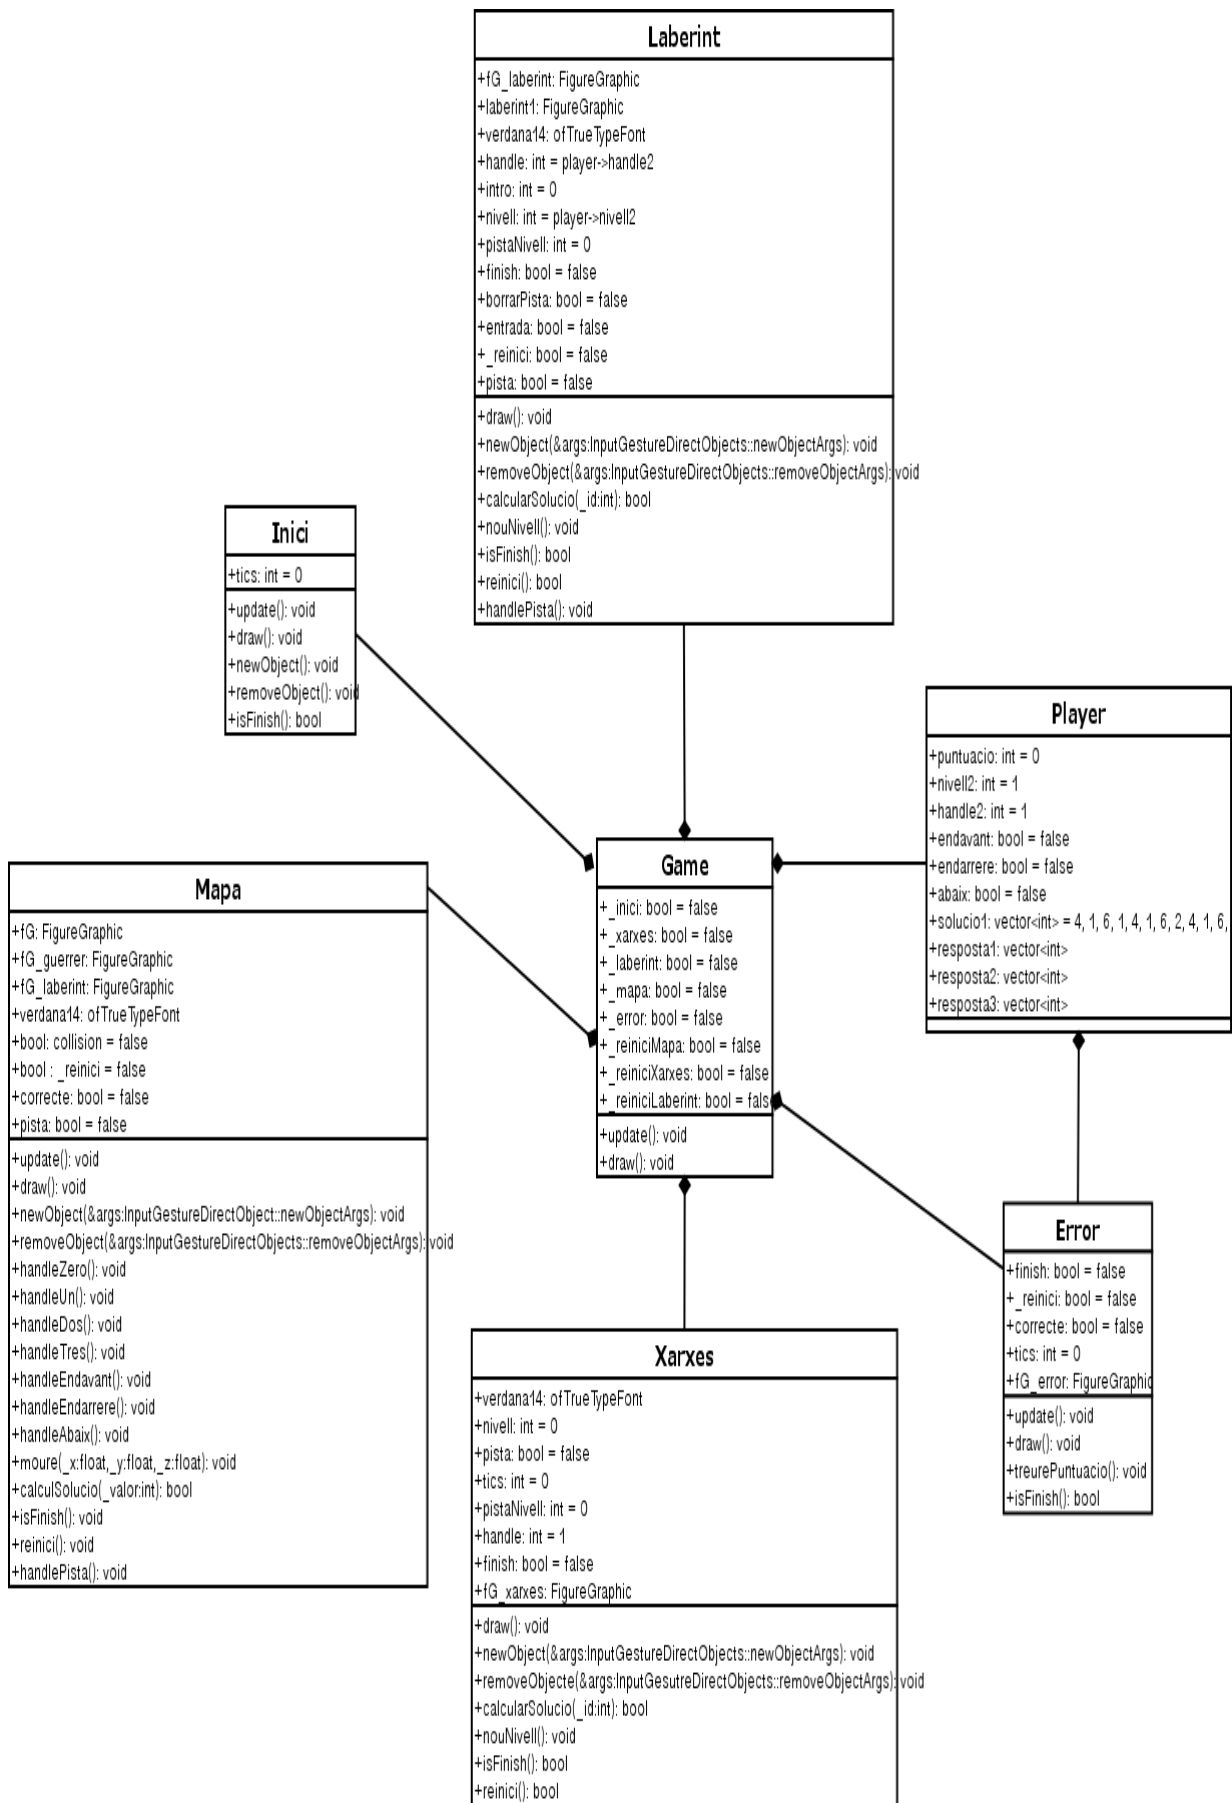 Laberint
+fG_laberint: FigureGraphic
+laberint1: FigureGraphic
+verdana14: ofTrueTypeFont
+handle: int = player->handle2
+intro: int = 0
+nivell: int = player->nivell2
+pistaNivell: int = 0
+finish: bool = false
+borrarPista: bool = false
+entrada: bool = false
+_reinici: bool = false
+pista: bool = false
+draw(): void
+newObject(&args:InputGestureDirectObjects::newObjectArgs): void
+removeObject(&args:InputGestureDirectObjects::removeObjectArgs): void
+calcularSolucio(_id:int): bool
+nouNivell(): void
+isFinish(): bool
+reinici(): bool
+handlePista(): void
Inici
+tics: int = 0
+update(): void
+draw(): void
+newObject(): void
+removeObject(): void
+isFinish(): bool
Player
+puntuacio: int = 0
+nivell2: int = 1
+handle2: int = 1
+endavant: bool = false
+endarrere: bool = false
+abaix: bool = false
+solucio1: vector<int> = 4, 1, 6, 1, 4, 1, 6, 2, 4, 1, 6,
+resposta1: vector<int>
+resposta2: vector<int>
+resposta3: vector<int>
Game
+_inici: bool = false
+_xarxes: bool = false
+_laberint: bool = false
+_mapa: bool = false
+_error: bool = false
+_reiniciMapa: bool = false
+_reiniciXarxes: bool = false
+_reiniciLaberint: bool = fals
+update(): void
+draw(): void
Mapa
+fG: FigureGraphic
+fG_guerrer: FigureGraphic
+fG_laberint: FigureGraphic
+verdana14: ofTrueTypeFont
+bool: collision = false
+bool : _reinici = false
+correcte: bool = false
+pista: bool = false
+update(): void
+draw(): void
+newObject(&args:InputGestureDirectObject::newObjectArgs): void
+removeObject(&args:InputGestureDirectObjects::removeObjectArgs): void
+handleZero(): void
+handleUn(): void
+handleDos(): void
+handleTres(): void
+handleEndavant(): void
+handleEndarrere(): void
+handleAbaix(): void
+moure(_x:float,_y:float,_z:float): void
+calculSolucio(_valor:int): bool
+isFinish(): void
+reinici(): void
+handlePista(): void
Error
+finish: bool = false
+_reinici: bool = false
+correcte: bool = false
+tics: int = 0
+fG_error: FigureGraphic
+update(): void
+draw(): void
+treurePuntuacio(): void
+isFinish(): bool
Xarxes
+verdana14: ofTrueTypeFont
+nivell: int = 0
+pista: bool = false
+tics: int = 0
+pistaNivell: int = 0
+handle: int = 1
+finish: bool = false
+fG_xarxes: FigureGraphic
+draw(): void
+newObject(&args:InputGestureDirectObjects::newObjectArgs): void
+removeObjecte(&args:InputGesutreDirectObjects::removeObjectArgs): void
+calcularSolucio(_id:int): bool
+nouNivell(): void
+isFinish(): bool
+reinici(): bool